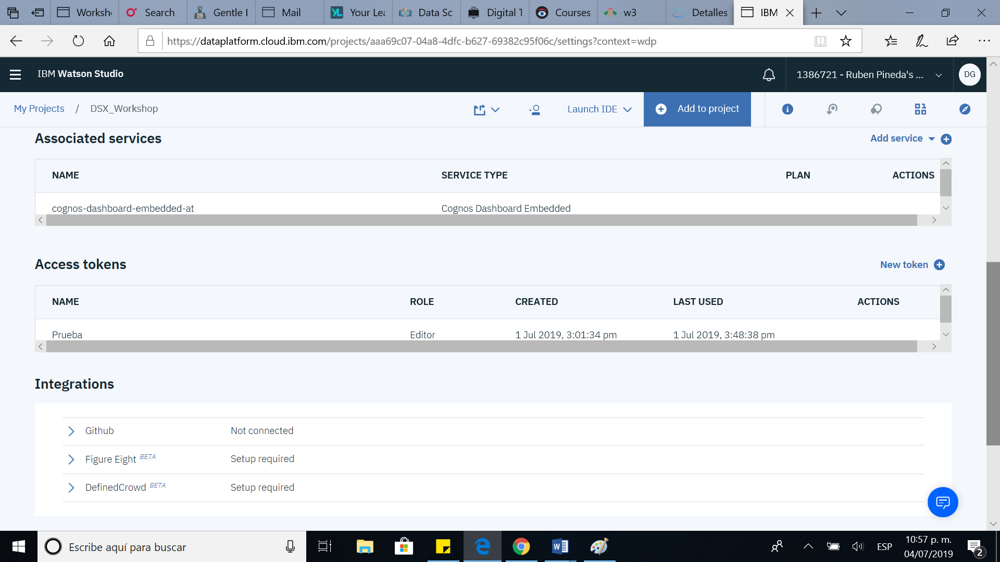 Worksh
Search
Gentle I
Mail
Your Lea
Data Sc
Digital T
Courses
w3
Detalles
IBM
https://dataplatform.cloud.ibm.com/projects/aaa69c07-04a8-4dfc-b627-69382c95f06c/settings?context=wdp
IBM Watson Studio
1386721 - Ruben Pineda's ...
DG
My Projects / DSX_Workshop
Launch IDE
Add to project
Associated services
Add service
NAME SERVICE TYPE PLAN ACTIONS
cognos-dashboard-embedded-at Cognos Dashboard Embedded
Access tokens
New token
NAME ROLE CREATED LAST USED ACTIONS
Prueba Editor 1 Jul 2019, 3:01:34 pm 1 Jul 2019, 3:48:38 pm
Integrations
Github Not connected
Figure Eight BETA Setup required
DefinedCrowd BETA Setup required
Escribe aquí para buscar
ESP
10:57 p. m.
04/07/2019
2